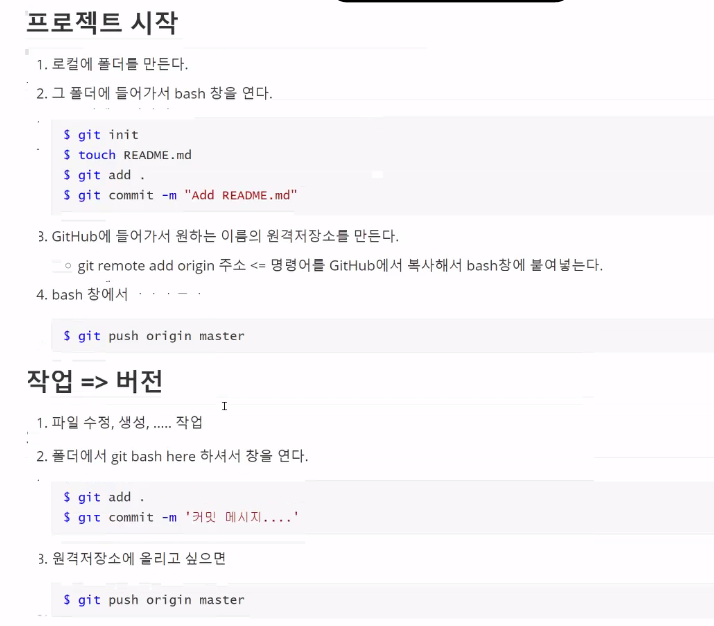 프로젝트 시작
1. 로컬에 폴더를 만든다.
2. 그 폴더에 들어가서 bash 창을 연다.
$ git init
$ touch README.md
$ git add .
$ git commit -m "Add README.md"
3. GitHub에 들어가서 원하는 이름의 원격저장소를 만든다.
○ git remote add origin 주소 <= 명령어를 GitHub에서 복사해서 bash창에 붙여넣는다.
4. bash 창에서
$ git push origin master
작업 => 버전
1. 파일 수정, 생성, ..... 작업
2. 폴더에서 git bash here 하셔서 창을 연다.
$ git add .
$ git commit -m '커밋 메시지....'
3. 원격저장소에 올리고 싶으면
$ git push origin master